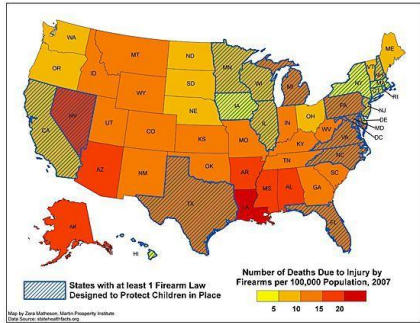 WA
MT
ND
MN
ME
VT
OR
ID
SD
WI
MI
NY
WY
IA
PA
RI
NE
NJ
NV
UT
CO
IL
IN
OH
WV
DE
MD
DC
CA
KS
MO
KY
VA
AZ
NM
OK
AR
TN
NC
SC
TX
MS
AL
GA
FL
AK
HI
States with at least 1 Firearm Law
Designed to Protect Children in Place
Number of Deaths Due to Injury by
Firearms per 100,000 Population, 2007
5 10 15 20
Map by Zara Matheson, Martin Prosperity Institute
Data Source: statehealthfacts.org